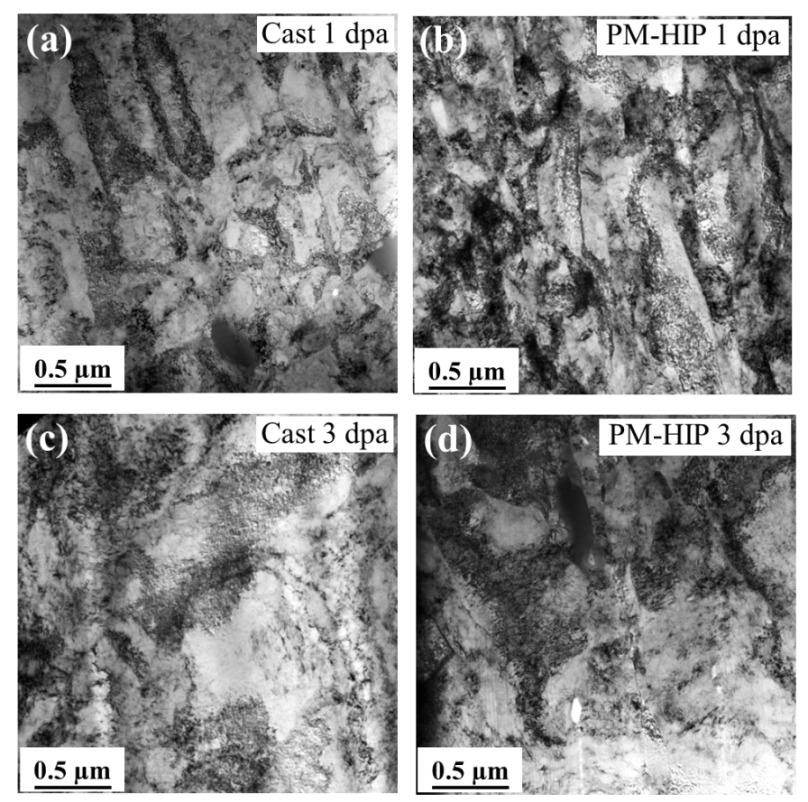 (a) Cast 1 dpa
0.5 µm
(b) PM-HIP 1 dpa
0.5 µm
(c) Cast 3 dpa
0.5 µm
(d) PM-HIP 3 dpa
0.5 µm